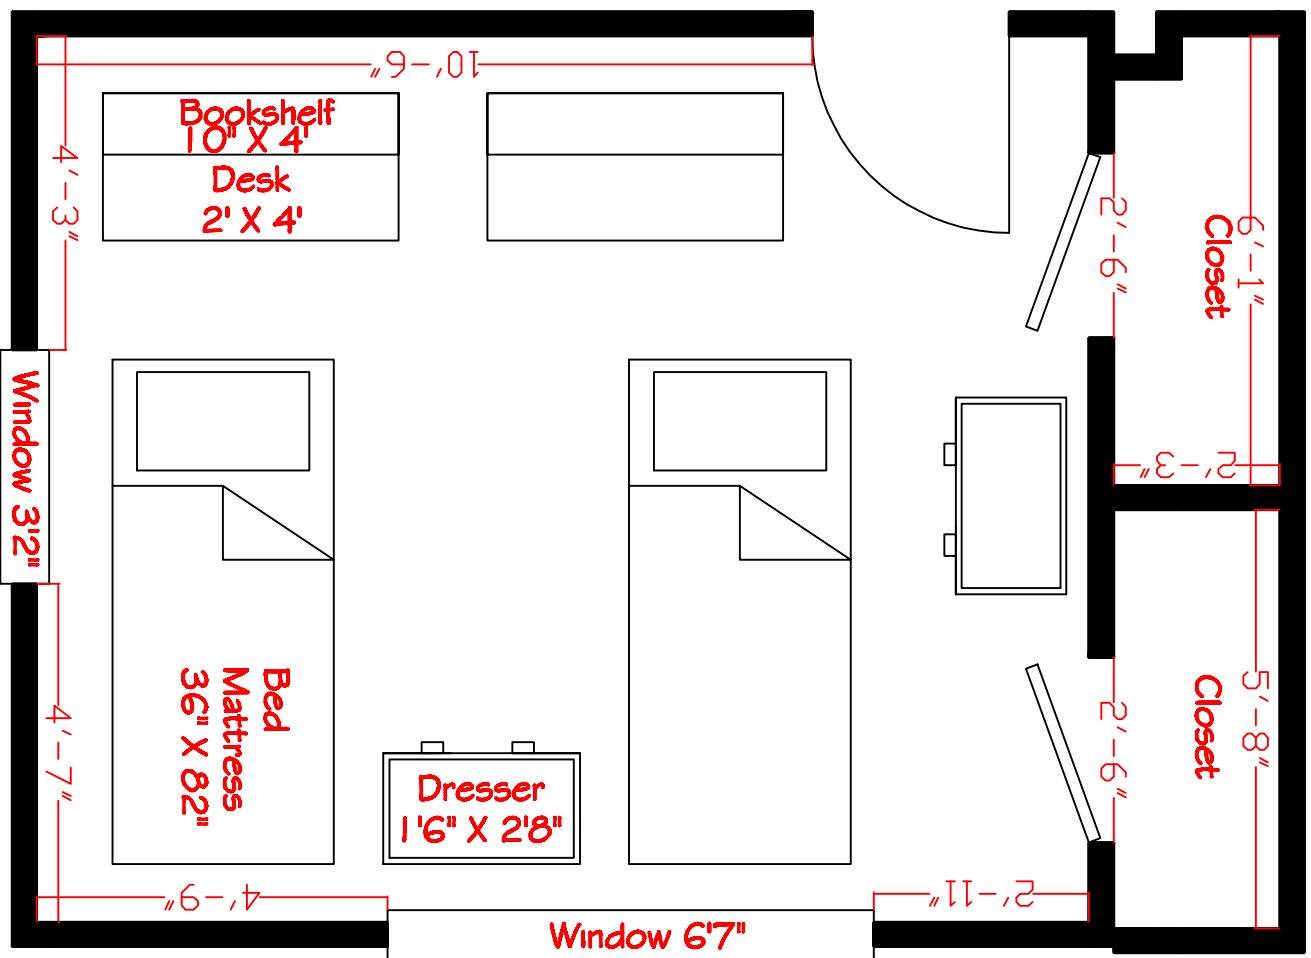 10'-6"
Bookshelf
10" X 4'
Desk
2' X 4'
4'-3"
2'-6"
Closet
6'-1"
Window 3'2"
2'-3"
Bed
Mattress
36" X 82"
4'-7"
Dresser
1'6" X 2'8"
2'-6"
Closet
5'-8"
4'-9"
2'-11"
Window 6'7"